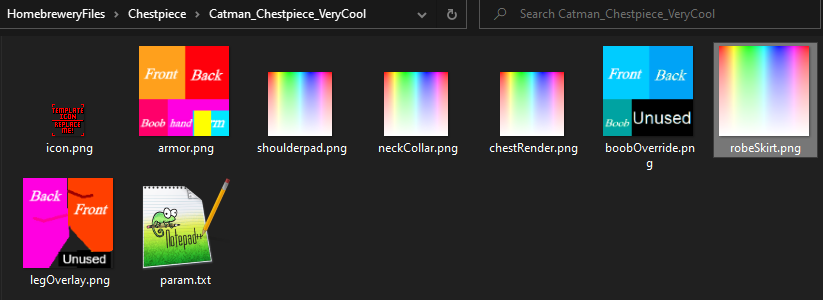 HomebreweryFiles > Chestpiece > Catman_Chestpiece_VeryCool
Search Catman_Chestpiece_VeryCool
TEMPLATE
ICON
REPLACE
ME!
icon.png
Front Back
Boob hand rm
armor.png
shoulderpad.png
neckCollar.png
chestRender.png
Front Back
Boob Unused
boobOverride.pn
g
robeSkirt.png
Back Front
Unused
legOverlay.png
Notepad++
param.txt